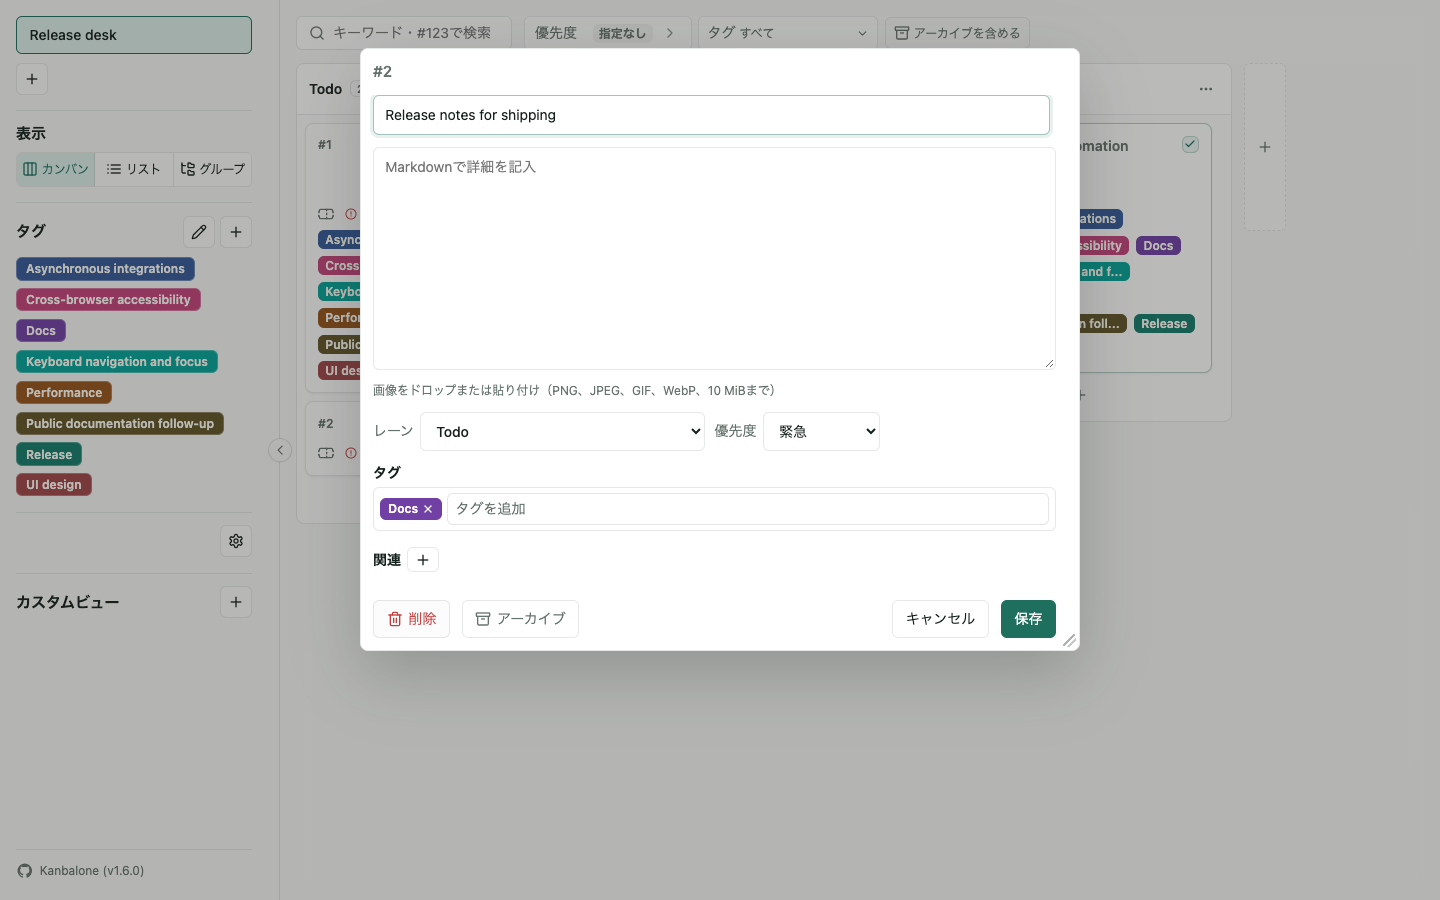 Release desk
表示
カンバン
リスト
グループ
タグ
Asynchronous integrations
Cross-browser accessibility
Docs
Keyboard navigation and focus
Performance
Public documentation follow-up
Release
UI design
カスタムビュー
Kanbalone (v1.6.0)
キーワード・#123で検索
優先度 指定なし
タグ すべて
アーカイブを含める
Todo
#1
#2
Docs
and f...
foll...
Release
#2
Release notes for shipping
Markdownで詳細を記入
画像をドロップまたは貼り付け（PNG、JPEG、GIF、WebP、10 MiBまで）
レーン Todo 優先度 緊急
タグ
Docs タグを追加
関連
削除 アーカイブ キャンセル 保存